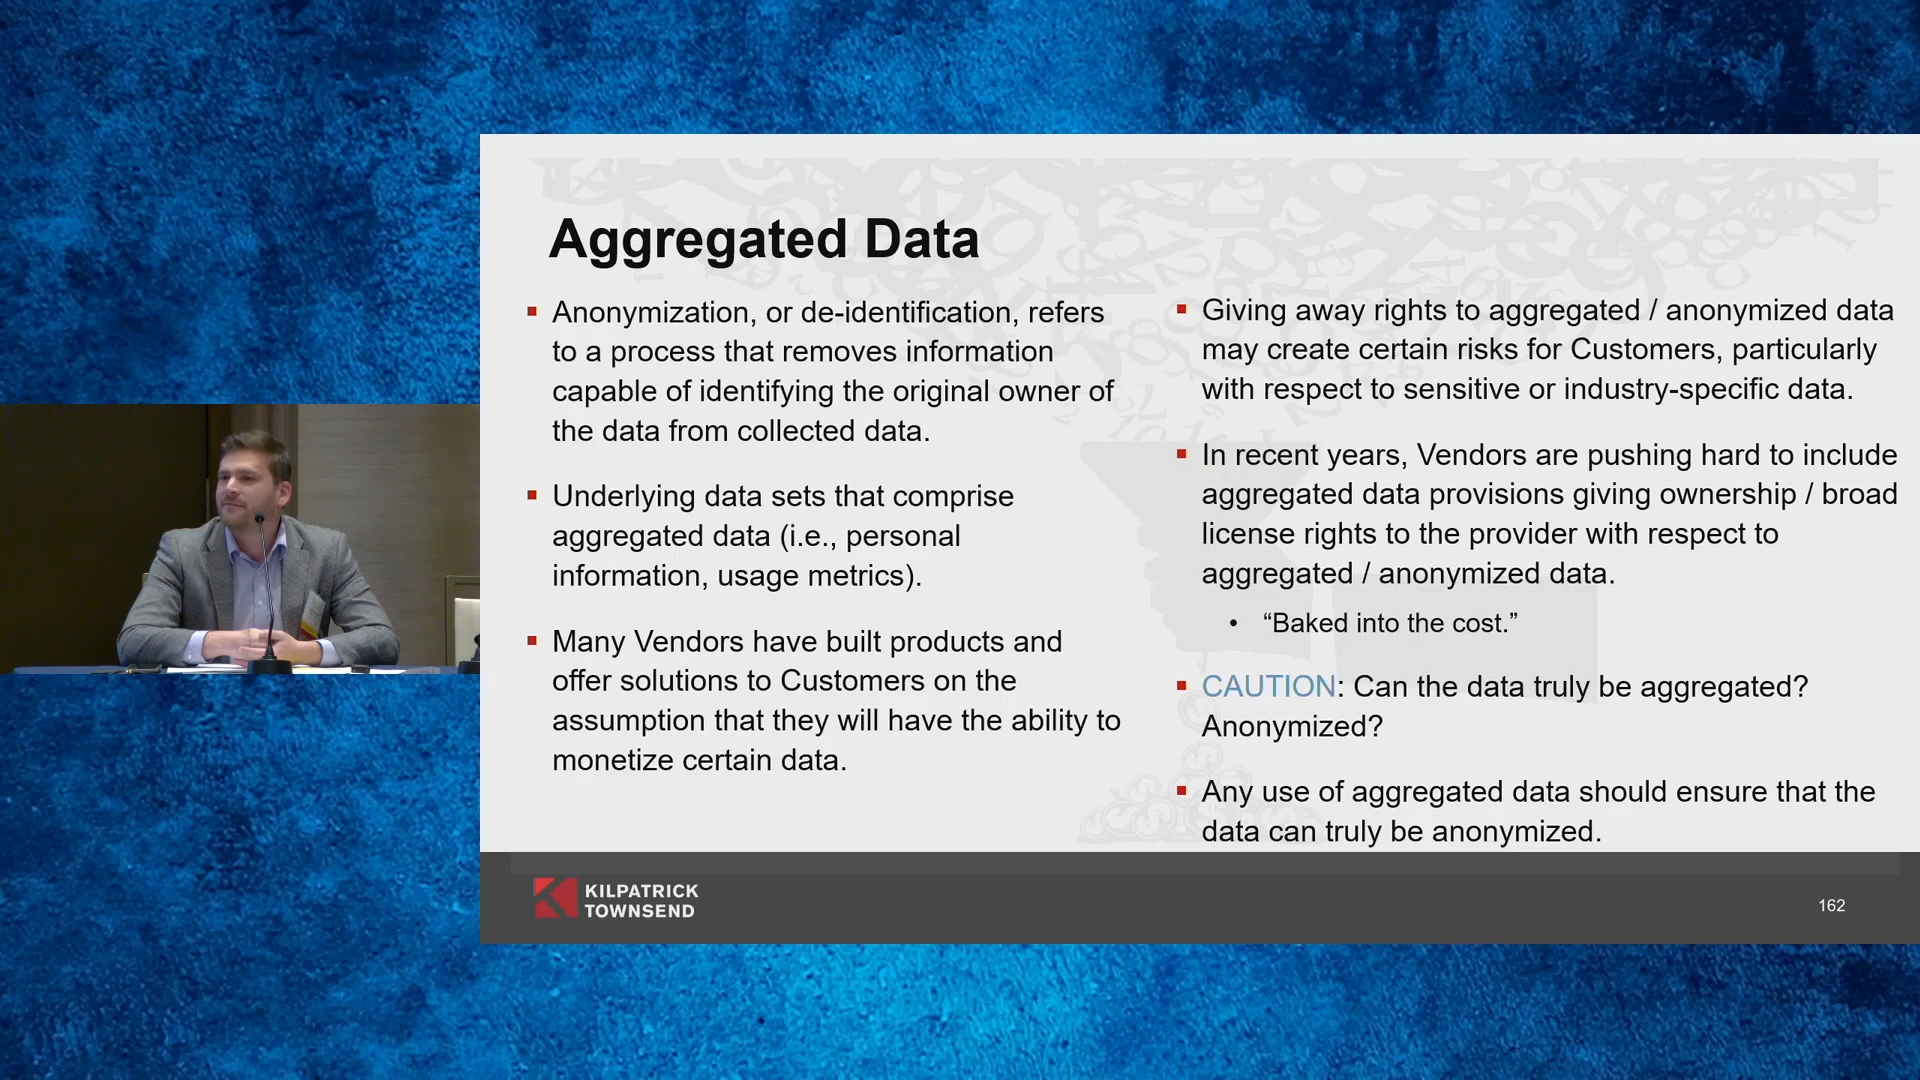 Aggregated Data
Anonymization, or de-identification, refers
to a process that removes information
capable of identifying the original owner of
the data from collected data.
Underlying data sets that comprise
aggregated data (i.e., personal
information, usage metrics).
Many Vendors have built products and
offer solutions to Customers on the
assumption that they will have the ability to
monetize certain data.
Giving away rights to aggregated / anonymized data
may create certain risks for Customers, particularly
with respect to sensitive or industry-specific data.
In recent years, Vendors are pushing hard to include
aggregated data provisions giving ownership / broad
license rights to the provider with respect to
aggregated / anonymized data.
“Baked into the cost.”
CAUTION: Can the data truly be aggregated?
Anonymized?
Any use of aggregated data should ensure that the
data can truly be anonymized.
KILPATRICK
TOWNSEND
162